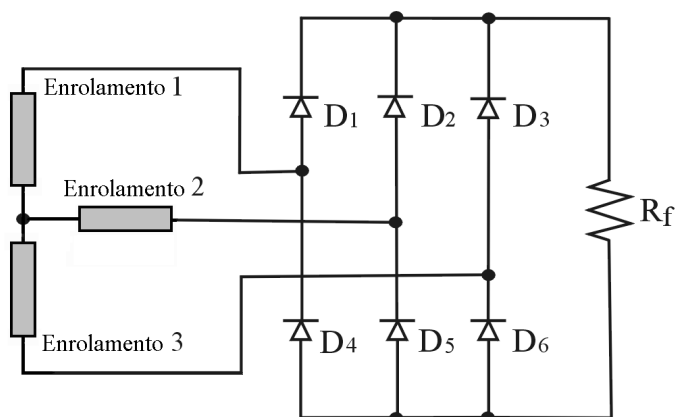 Enrolamento 1
D1
D2
D3
Enrolamento 2
Rf
Enrolamento 3
D4
D5
D6